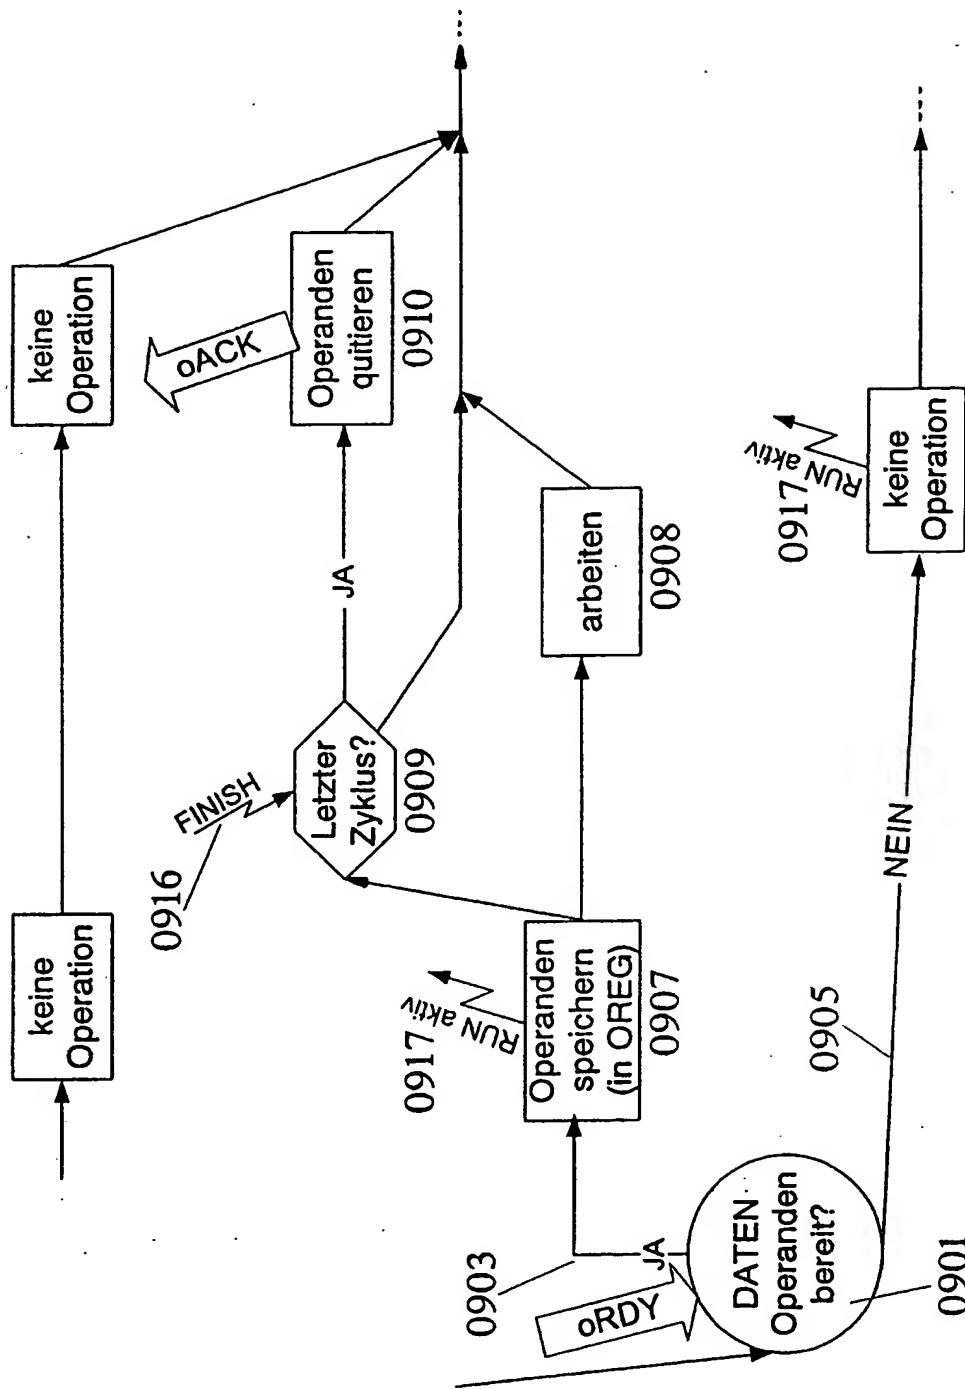 keine
Operation
keine
Operation
0916
FINISH
Letzter
Zyklus?
0909
JA
oACK
Operanden
quitieren
0910
...
0917
RUN aktiv
Operanden
speichern
(in OREG)
0907
arbeiten
0908
0903
JA
oRDY
DATEN
Operanden
bereit?
0901
0905
NEIN
0917
RUN aktiv
keine
Operation
...